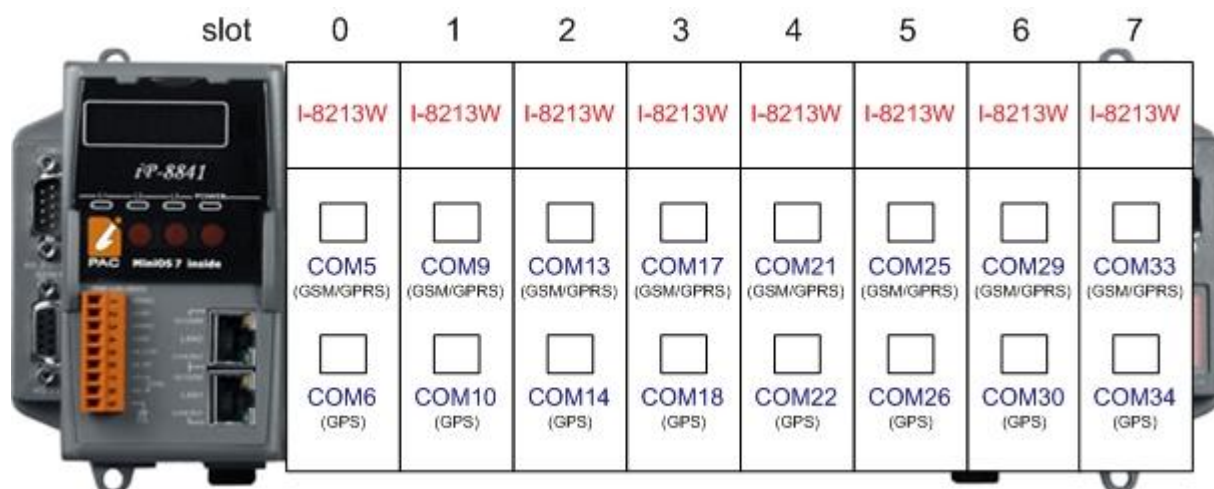 slot 0 1 2 3 4 5 6 7
I-8213W I-8213W I-8213W I-8213W I-8213W I-8213W I-8213W I-8213W
iP-8841
PAC MiniOS 7 inside
COM5 COM9 COM13 COM17 COM21 COM25 COM29 COM33
(GSM/GPRS) (GSM/GPRS) (GSM/GPRS) (GSM/GPRS) (GSM/GPRS) (GSM/GPRS) (GSM/GPRS) (GSM/GPRS)
COM6 COM10 COM14 COM18 COM22 COM26 COM30 COM34
(GPS) (GPS) (GPS) (GPS) (GPS) (GPS) (GPS) (GPS)